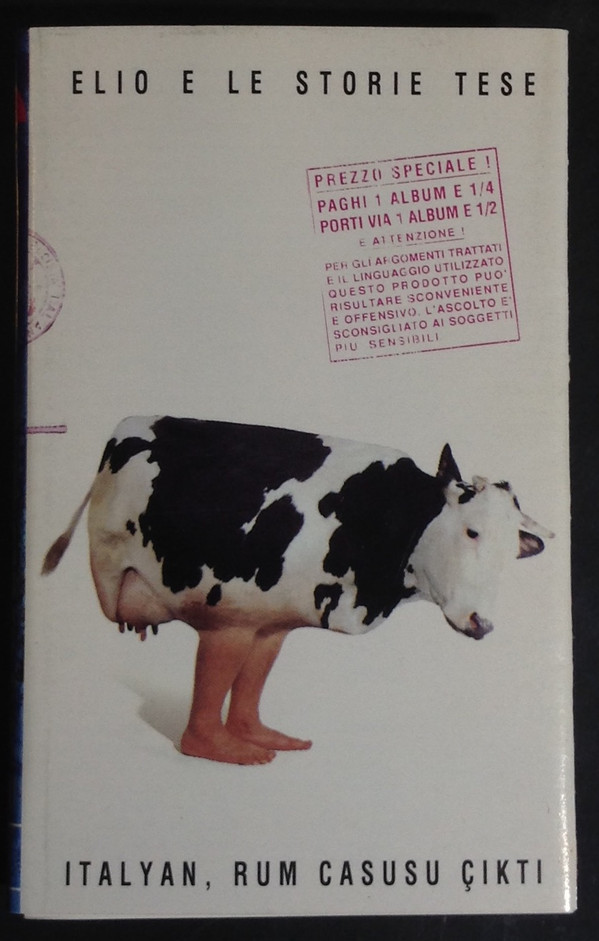 ELIO E LE STORIE TESE
PREZZO SPECIALE !
PAGHI 1 ALBUM E 1/4
PORTI VIA 1 ALBUM E 1/2
E ATTENZIONE !
PER GLI ARGOMENTI TRATTATI
E IL LINGUAGGIO UTILIZZATO
QUESTO PRODOTTO PUO'
RISULTARE SCONVENIENTE
E OFFENSIVO. L'ASCOLTO E'
SCONSIGLIATO AI SOGGETTI
PIU SENSIBILI
ITALYAN, RUM CASUSU ÇIKTI